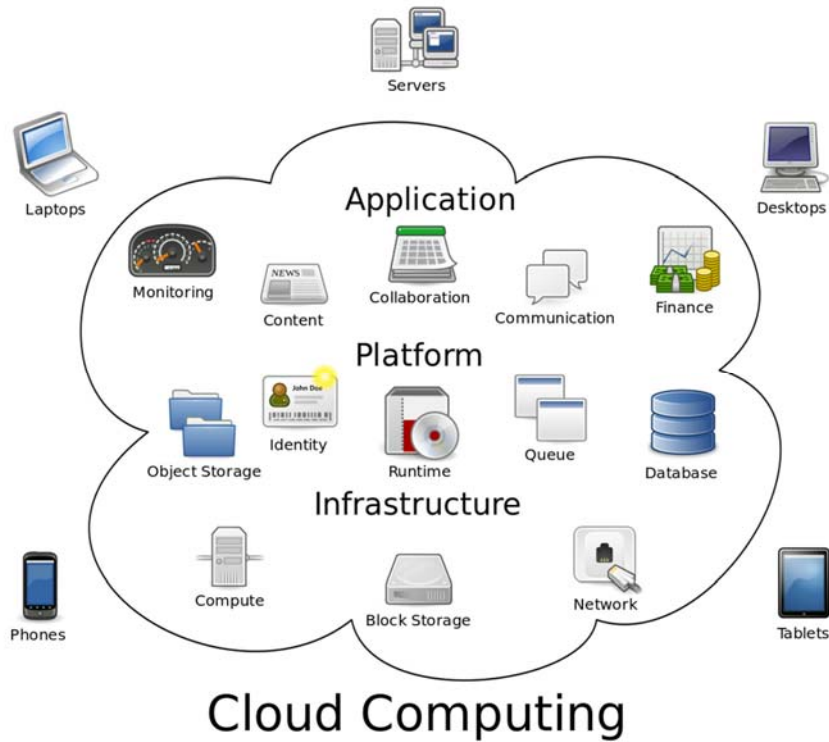 Servers
Laptops
Desktops
Application
Monitoring
NEWS
Content
Collaboration
Communication
Finance
Platform
Object Storage
John Doe
Identity
Runtime
Queue
Database
Infrastructure
Compute
Block Storage
Network
Phones
Tablets
Cloud Computing